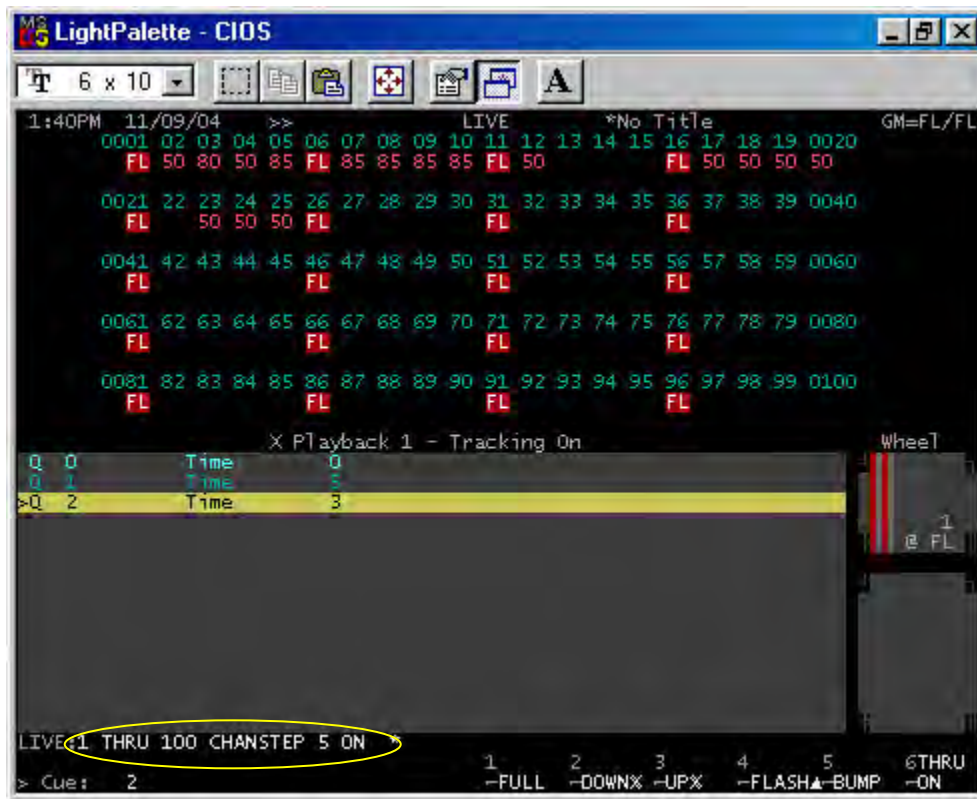 LightPalette - CIOS
6 x 10 A
1:40PM 11/09/04 >> LIVE *No Title GM=FL/FL
0001 02 03 04 05 06 07 08 09 10 11 12 13 14 15 16 17 18 19 0020
FL 50 80 50 85 FL 85 85 85 85 FL 50 FL 50 50 50 50
0021 22 23 24 25 26 27 28 29 30 31 32 33 34 35 36 37 38 39 0040
FL 50 50 50 FL FL FL
0041 42 43 44 45 46 47 48 49 50 51 52 53 54 55 56 57 58 59 0060
FL FL FL FL
0061 62 63 64 65 66 67 68 69 70 71 72 73 74 75 76 77 78 79 0080
FL FL FL FL
0081 82 83 84 85 86 87 88 89 90 91 92 93 94 95 96 97 98 99 0100
FL FL FL FL
X Playback 1 - Tracking On Wheel
Q 0 Time 0
Q 1 Time 5
>Q 2 Time 3
1
@ FL
LIVE:1 THRU 100 CHANSTEP 5 ON *
1 2 3 4 5 6THRU
> Cue: 2 —FULL —DOWN% —UP% —FLASH▲—BUMP —ON